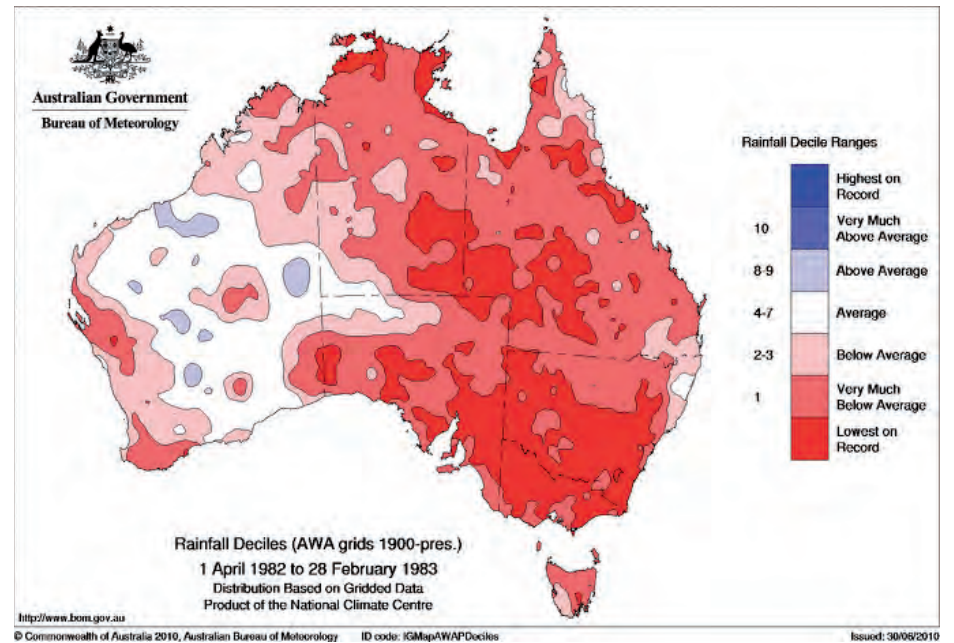 Australian Government
Bureau of Meteorology
Rainfall Decile Ranges
Highest on
Record
10
Very Much
Above Average
8-9
Above Average
4-7
Average
2-3
Below Average
1
Very Much
Below Average
Lowest on
Record
Rainfall Deciles (AWA grids 1900-pres.)
1 April 1982 to 28 February 1983
Distribution Based on Gridded Data
Product of the National Climate Centre
http://www.bom.gov.au
© Commonwealth of Australia 2010, Australian Bureau of Meteorology ID code: IGMapAWAPDeciles Issued: 30/06/2010